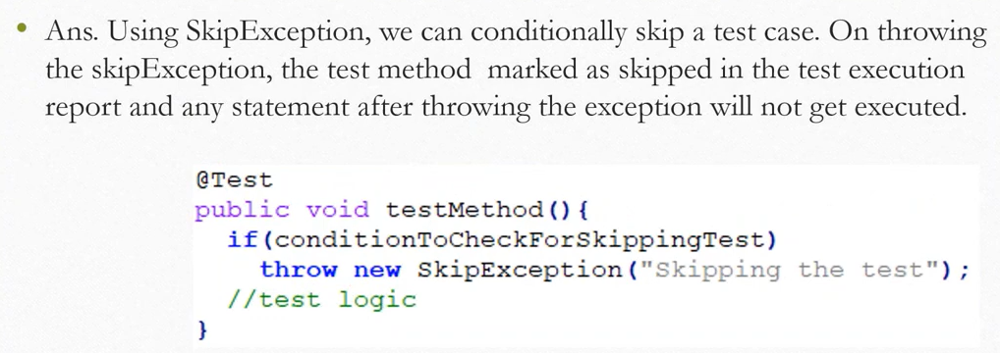 • Ans. Using SkipException, we can conditionally skip a test case. On throwing
the skipException, the test method  marked as skipped in the test execution
report and any statement after throwing the exception will not get executed.
@Test
public void testMethod(){
  if(conditionToCheckForSkippingTest)
    throw new SkipException("Skipping the test");
  //test logic
}